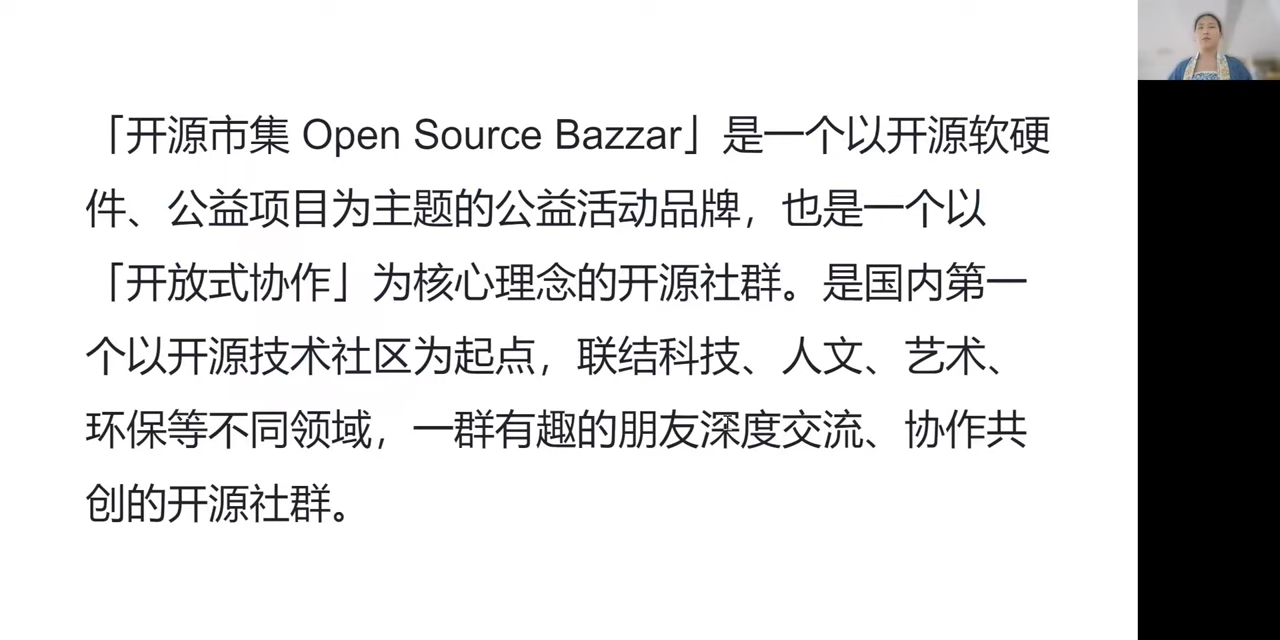 「开源市集 Open Source Bazzar」是一个以开源软硬
件、公益项目为主题的公益活动品牌，也是一个以
「开放式协作」为核心理念的开源社群。是国内第一
个以开源技术社区为起点，联结科技、人文、艺术、
环保等不同领域，一群有趣的朋友深度交流、协作共
创的开源社群。